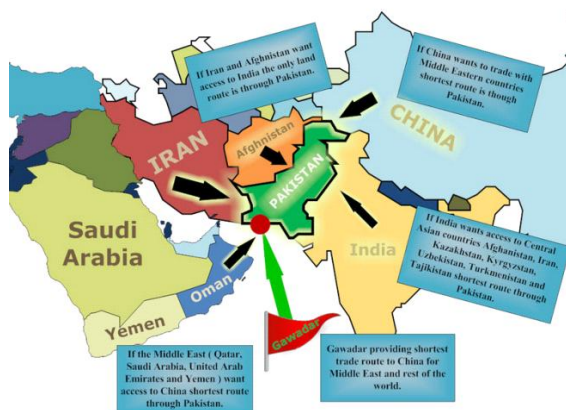 If Iran and Afghnistan want
access to India the only land
route is through Pakistan.
If China wants to trade with
Middle Eastern countries
shortest route is though
Pakistan.
CHINA
IRAN
Afghnistan
PAKISTAN
Saudi
Arabia
India
Oman
Yemen
If India wants access to Central
Asian countries Afghanistan, Iran,
Kazakhstan, Kyrgyzstan,
Uzbekistan, Turkmenistan and
Tajikistan shortest route through
Pakistan.
Gawadar
If the Middle East ( Qatar,
Saudi Arabia, United Arab
Emirates and Yemen ) want
access to China shortest route
through Pakistan.
Gawadar providing shortest
trade route to China for
Middle East and rest of the
world.